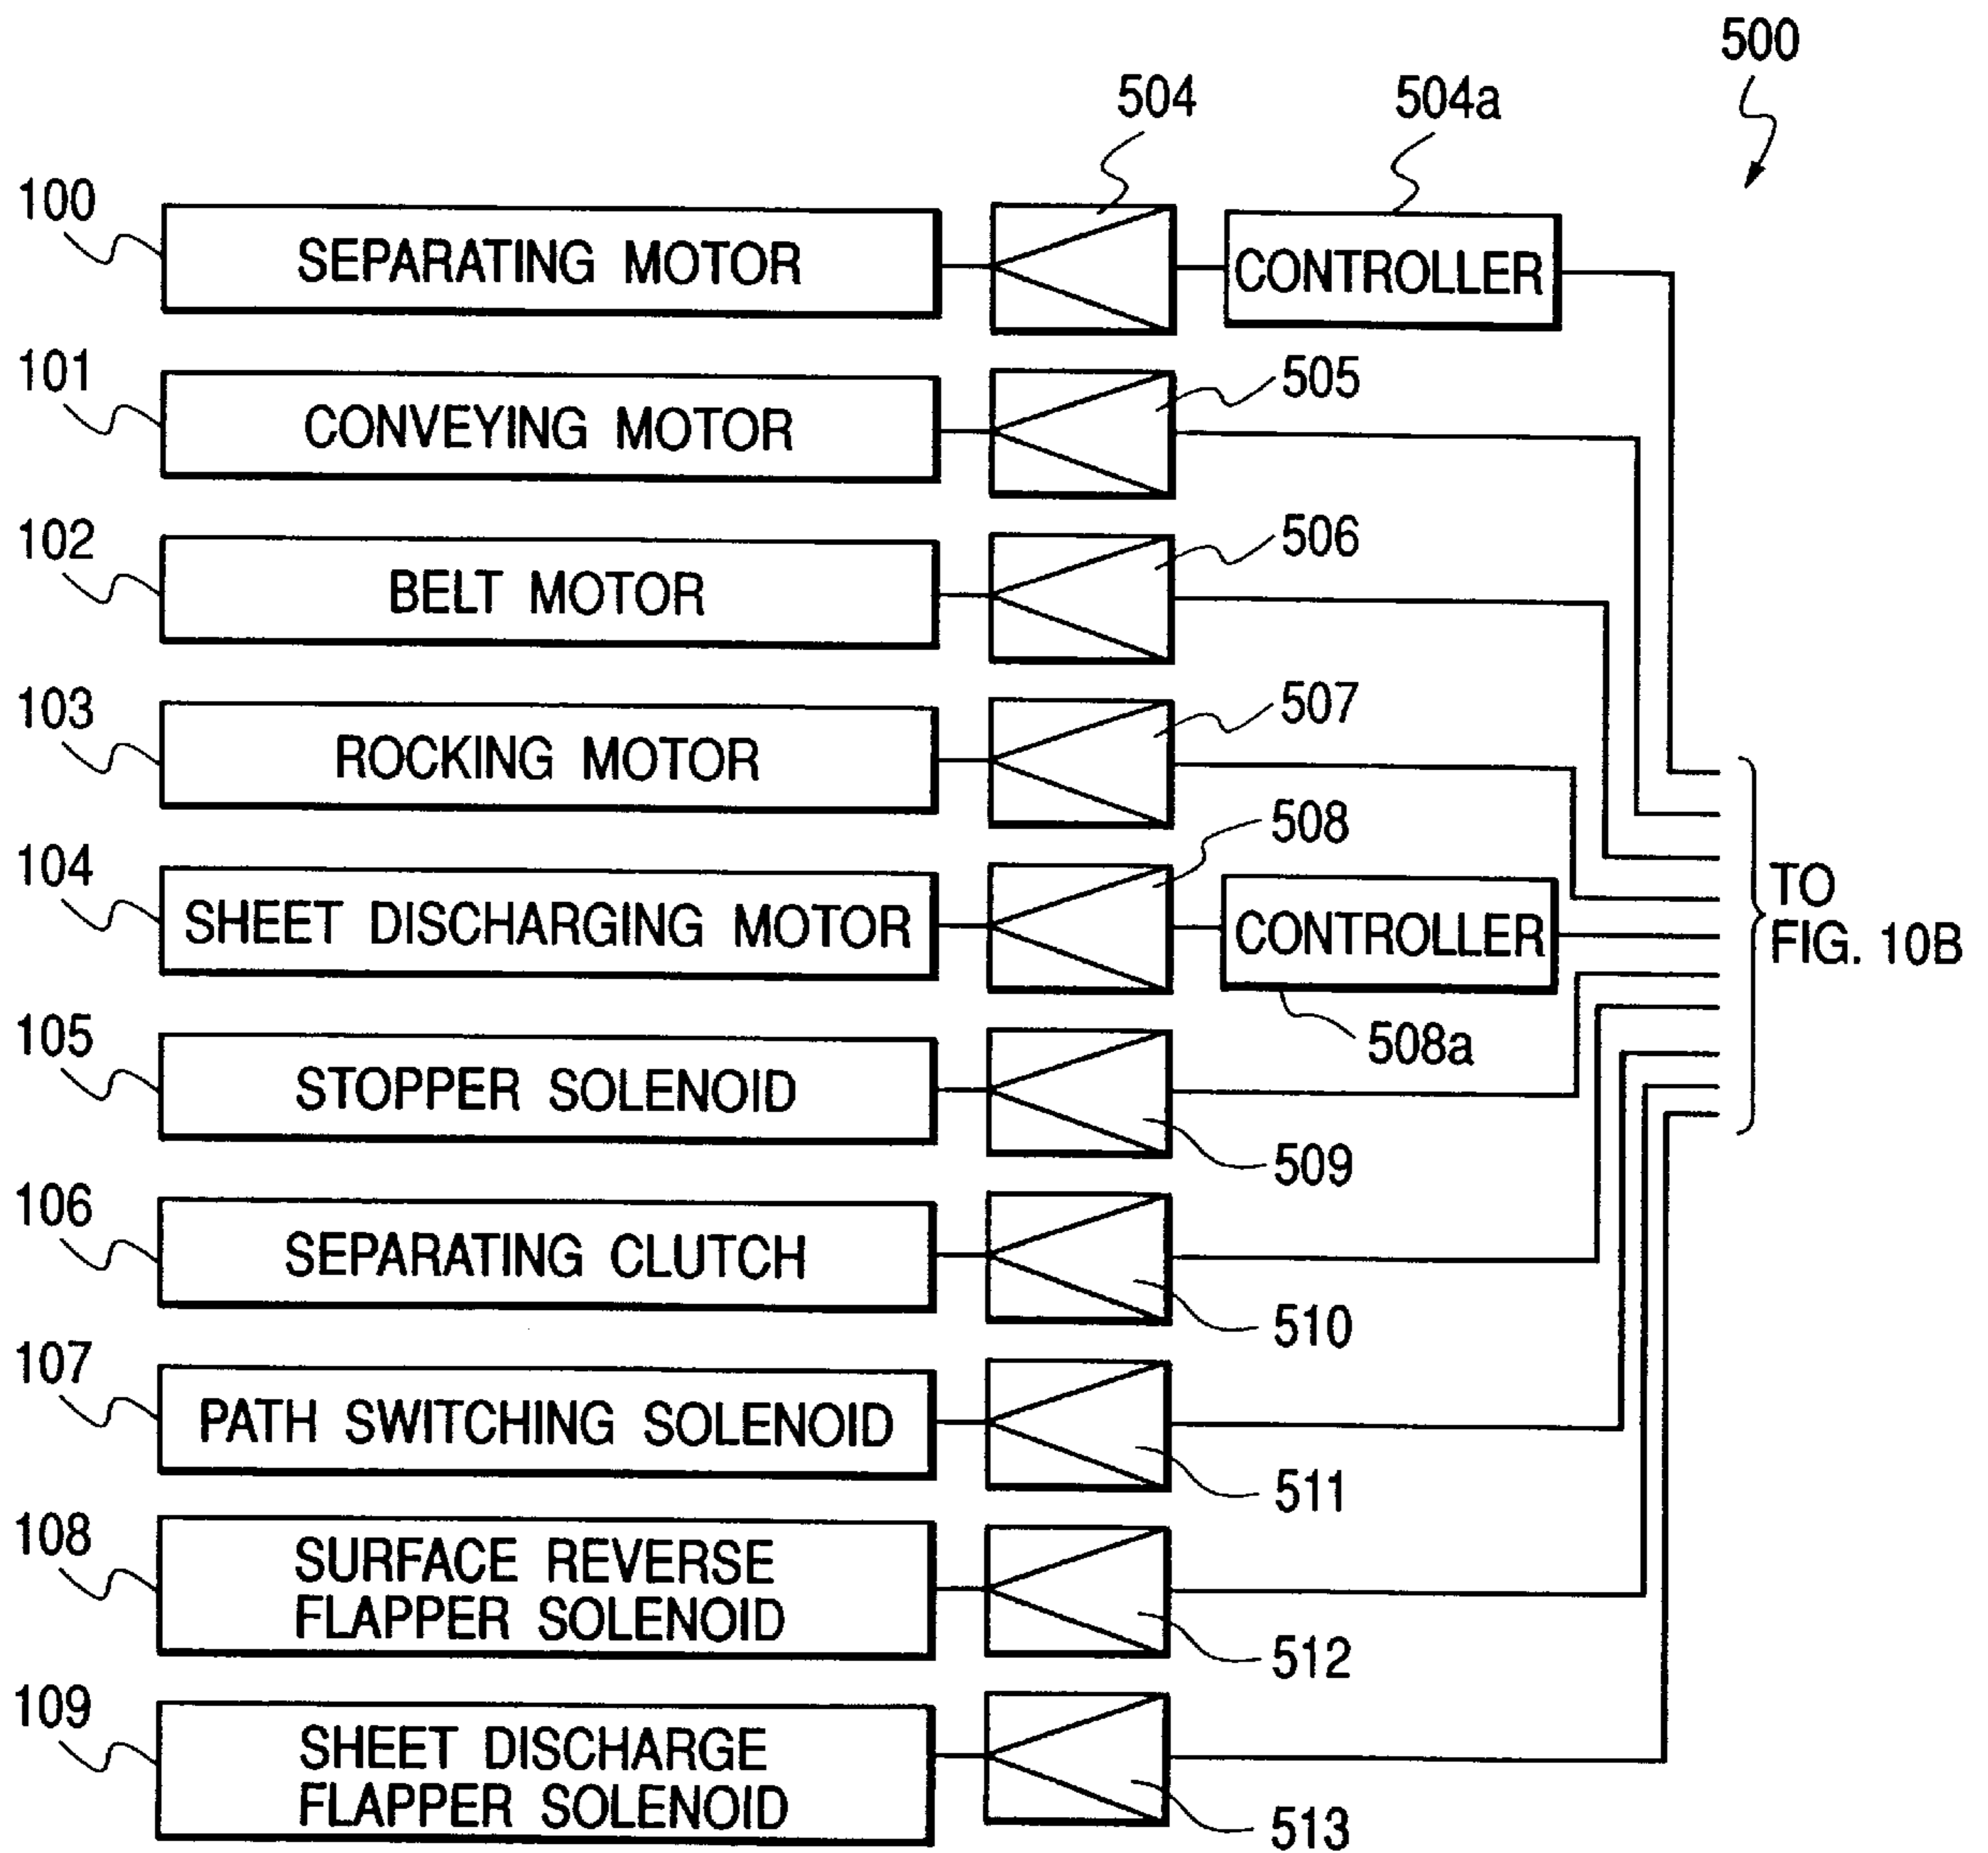 500
504
504a
100
SEPARATING MOTOR
CONTROLLER
101
CONVEYING MOTOR
505
102
BELT MOTOR
506
103
ROCKING MOTOR
507
104
SHEET DISCHARGING MOTOR
508
CONTROLLER
508a
TO
FIG. 10B
105
STOPPER SOLENOID
509
106
SEPARATING CLUTCH
510
107
PATH SWITCHING SOLENOID
511
108
SURFACE REVERSE
FLAPPER SOLENOID
512
109
SHEET DISCHARGE
FLAPPER SOLENOID
513